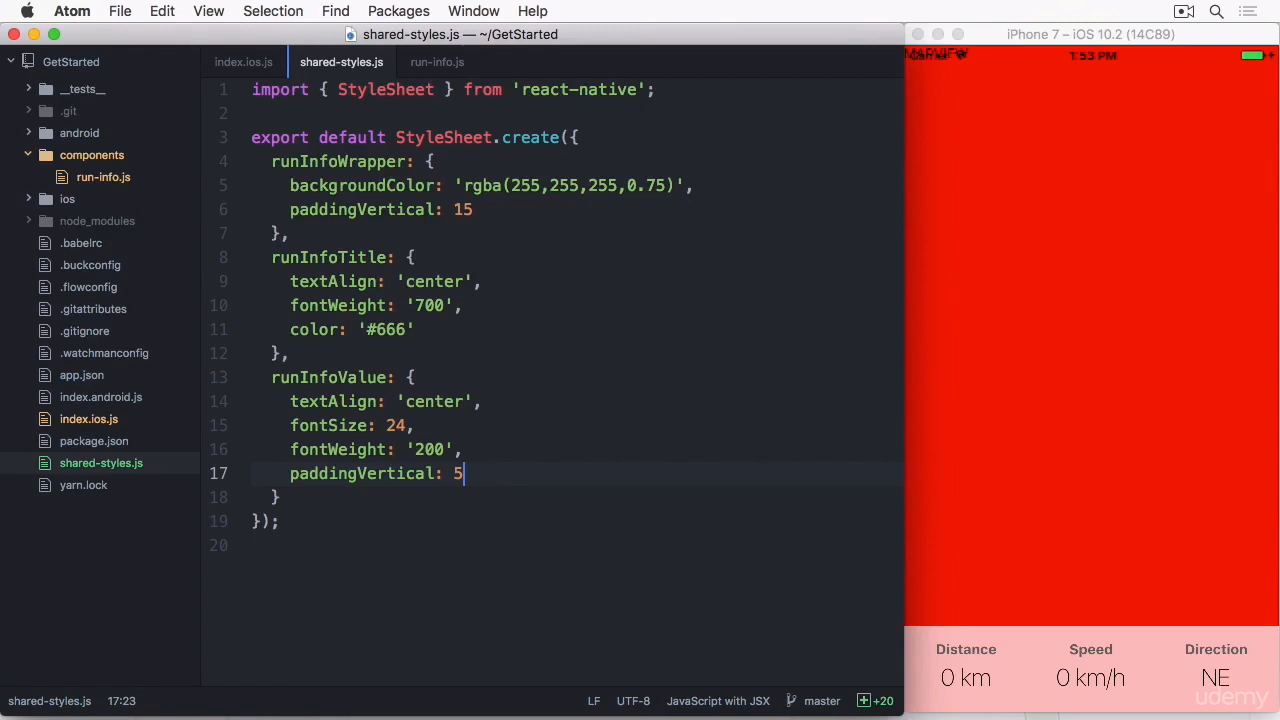 Atom File Edit View Selection Find Packages Window Help
shared-styles.js — ~/GetStarted
iPhone 7 – iOS 10.2 (14C89)
GetStarted
__tests__
.git
android
components
run-info.js
ios
node_modules
.babelrc
.buckconfig
.flowconfig
.gitattributes
.gitignore
.watchmanconfig
app.json
index.android.js
index.ios.js
package.json
shared-styles.js
yarn.lock
index.ios.js shared-styles.js run-info.js
1 import { StyleSheet } from 'react-native';
2
3 export default StyleSheet.create({
4 runInfoWrapper: {
5 backgroundColor: 'rgba(255,255,255,0.75)',
6 paddingVertical: 15
7 },
8 runInfoTitle: {
9 textAlign: 'center',
10 fontWeight: '700',
11 color: '#666'
12 },
13 runInfoValue: {
14 textAlign: 'center',
15 fontSize: 24,
16 fontWeight: '200',
17 paddingVertical: 5
18 }
19 });
20
shared-styles.js 17:23 LF UTF-8 JavaScript with JSX master +20
MAPVIEW
1:53 PM
Distance Speed Direction
0 km 0 km/h NE
udemy